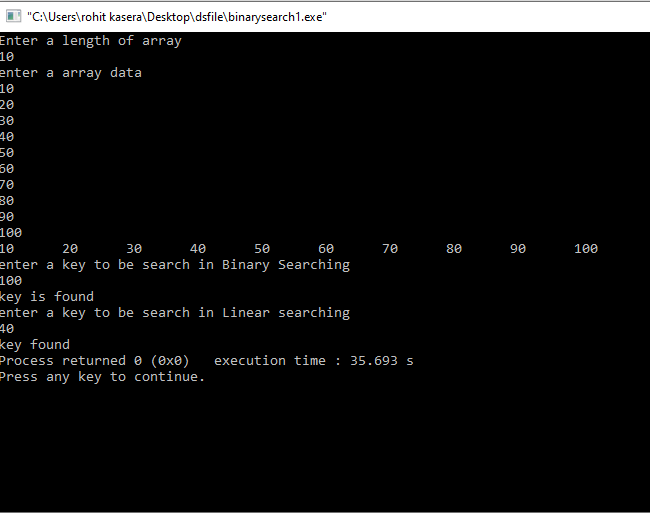 "C:\Users\rohit kasera\Desktop\dsfile\binarysearch1.exe"
Enter a length of array
10
enter a array data
10
20
30
40
50
60
70
80
90
100
10 20 30 40 50 60 70 80 90 100
enter a key to be search in Binary Searching
100
key is found
enter a key to be search in Linear searching
40
key found
Process returned 0 (0x0) execution time : 35.693 s
Press any key to continue.